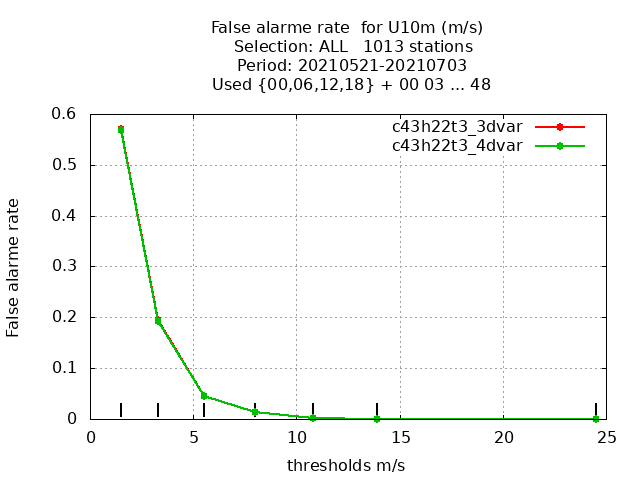 False alarme rate  for U10m (m/s)
Selection: ALL   1013 stations
Period: 20210521-20210703
Used {00,06,12,18} + 00 03 ... 48
c43h22t3_3dvar
c43h22t3_4dvar
False alarme rate
0.6
0.5
0.4
0.3
0.2
0.1
0
0 5 10 15 20 25
thresholds m/s